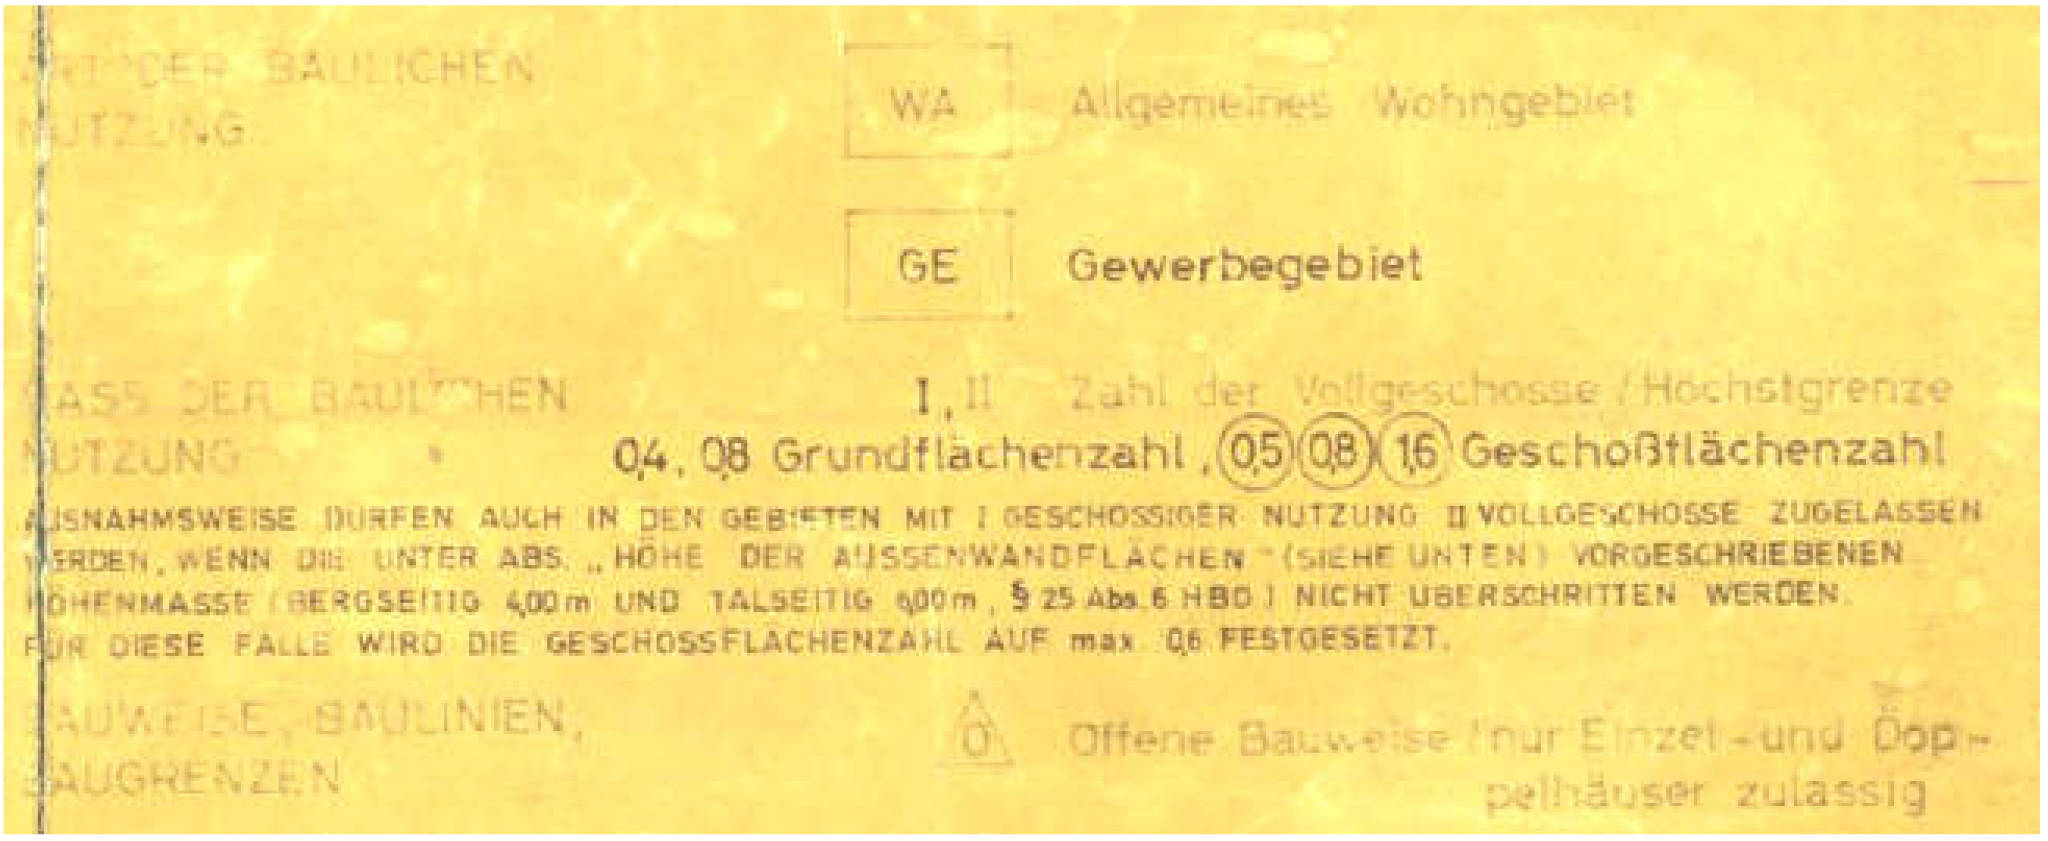 ART DER BAULICHEN
NUTZUNG
WA Allgemeines Wohngebiet
GE Gewerbegebiet
MASS DER BAULICHEN
NUTZUNG
I, II Zahl der Vollgeschosse / Höchstgrenze
0,4, 0,8 Grundflächenzahl, 0,5 0,8 1,6 Geschoßflächenzahl
AUSNAHMSWEISE DÜRFEN AUCH IN DEN GEBIETEN MIT I GESCHOSSIGER NUTZUNG II VOLLGESCHOSSE ZUGELASSEN
WERDEN, WENN DIE UNTER ABS. „HÖHE DER AUSSENWANDFLÄCHEN" (SIEHE UNTEN) VORGESCHRIEBENEN
HÖHENMASSE (BERGSEITIG 4,00 m UND TALSEITIG m, § 25 Abs. 6 HBO) NICHT ÜBERSCHRITTEN WERDEN.
FÜR DIESE FÄLLE WIRD DIE GESCHOSSFLÄCHENZAHL AUF max. 0,6 FESTGESETZT.
BAUWEISE, BAULINIEN,
BAUGRENZEN
O Offene Bauweise / nur Einzel- und Dop-
pelhäuser zulässig